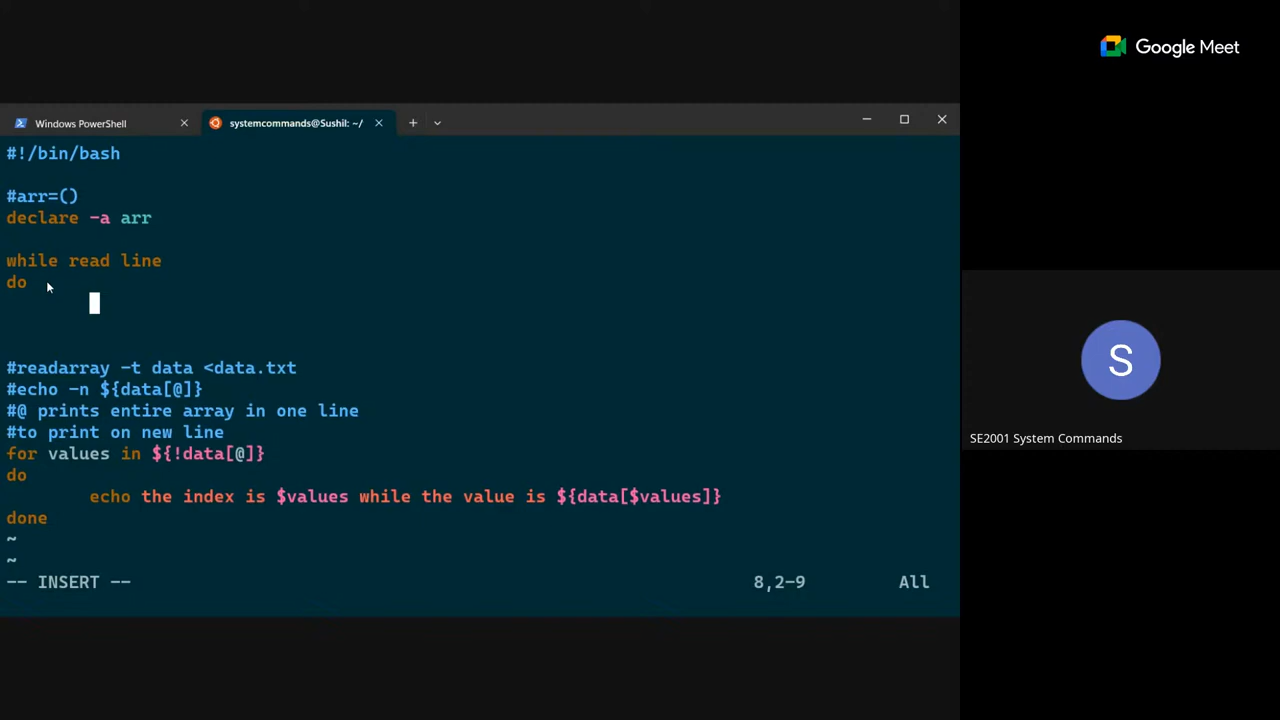 Google Meet
Windows PowerShell
systemcommands@Sushil: ~/
#!/bin/bash
#arr=()
declare -a arr
while read line
do
#readarray -t data <data.txt
#echo -n ${data[@]}
#@ prints entire array in one line
#to print on new line
for values in ${!data[@]}
do
echo the index is $values while the value is ${data[$values]}
done
~
~
-- INSERT --
8,2-9
All
S
SE2001 System Commands